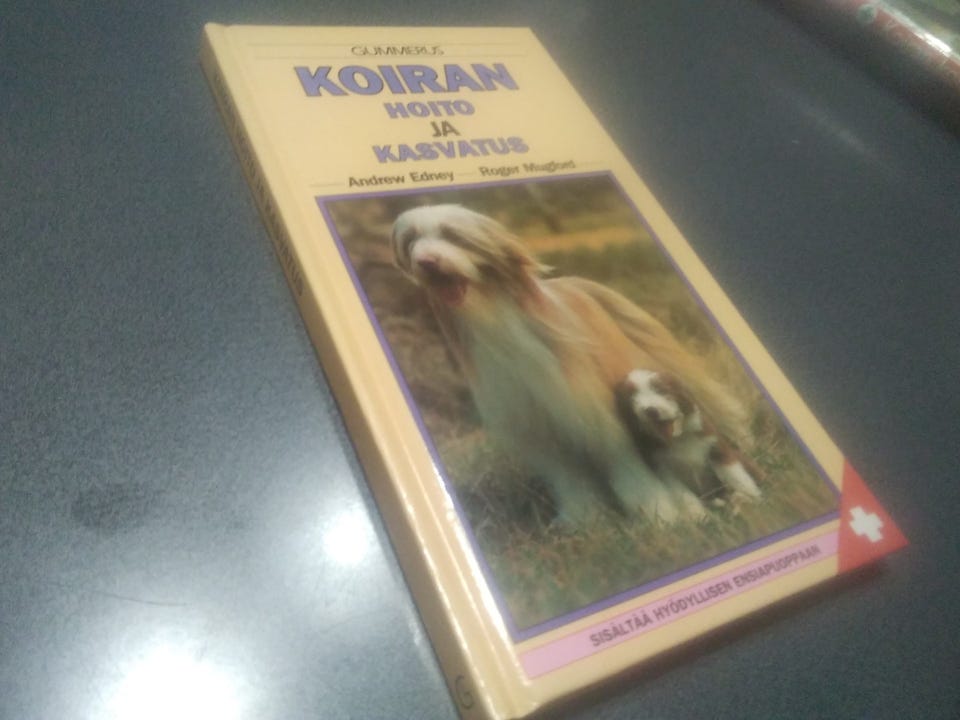 GUMMERUS
KOIRAN
HOITO
JA
KASVATUS
Andrew Edney Roger Mugford
SISÄLTÄÄ HYÖDYLLISEN ENSIAPUOPPAAN
G